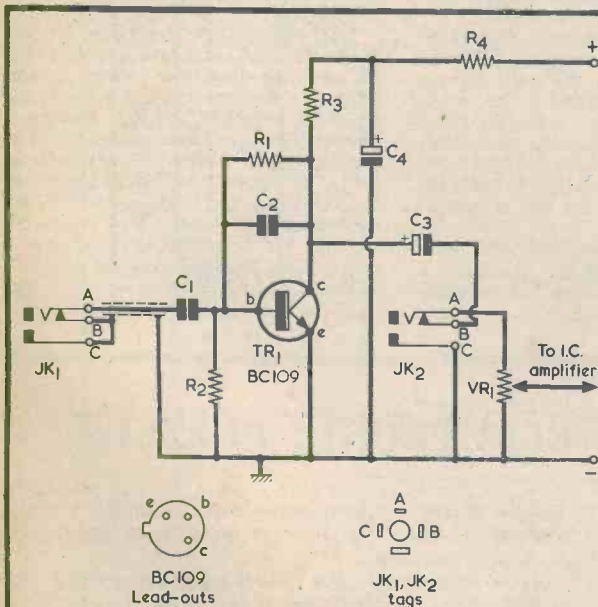 R4
+
R3
R1
C4
+
C2
C3
+
C1
A
V
B
C
JK1
b
c
e
TR1
BC109
R2
A
V
B
C
JK2
VR1
To I.C.
amplifier
−
e
b
c
BC109
Lead-outs
A
C
B
JK1, JK2
tags